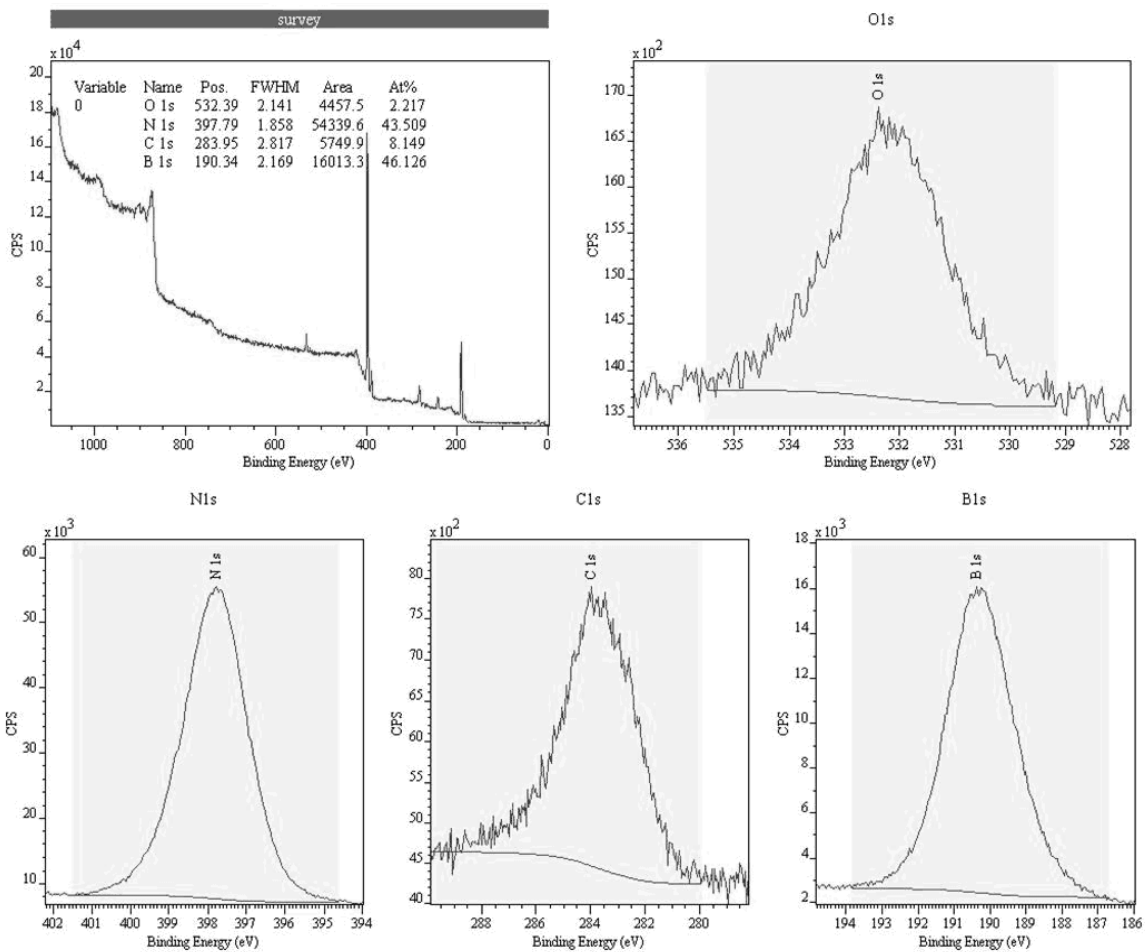 survey
x 10^4
20
18
16
14
12
10
8
6
4
2
CPS
Variable Name Pos. FWHM Area At%
0 O 1s 532.39 2.141 4457.5 2.217
N 1s 397.79 1.858 54339.6 43.509
C 1s 283.95 2.817 5749.9 8.149
B 1s 190.34 2.169 16013.3 46.126
1000 800 600 400 200 0
Binding Energy (eV)
O1s
x 10^2
170
165
160
155
150
145
140
135
CPS
O 1s
536 535 534 533 532 531 530 529 528
Binding Energy (eV)
N1s
x 10^3
60
50
40
30
20
10
CPS
N 1s
402 401 400 399 398 397 396 395 394
Binding Energy (eV)
C1s
x 10^2
80
75
70
65
60
55
50
45
40
CPS
C 1s
288 286 284 282 280
Binding Energy (eV)
B1s
x 10^3
18
16
14
12
10
8
6
4
2
CPS
B 1s
194 193 192 191 190 189 188 187 186
Binding Energy (eV)